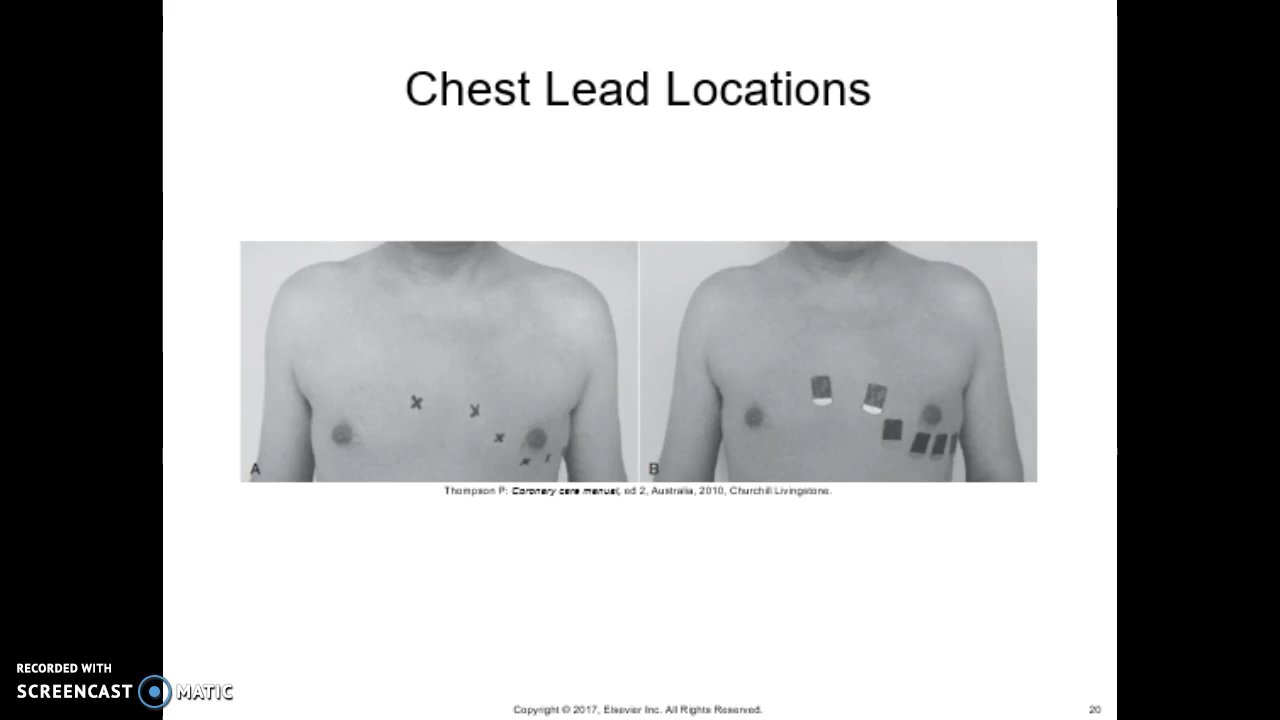 Chest Lead Locations
A
B
Thompson P: Coronary care manual, ed 2, Australia, 2010, Churchill Livingstone.
RECORDED WITH
SCREENCAST MATIC
Copyright © 2017, Elsevier Inc. All Rights Reserved.
20